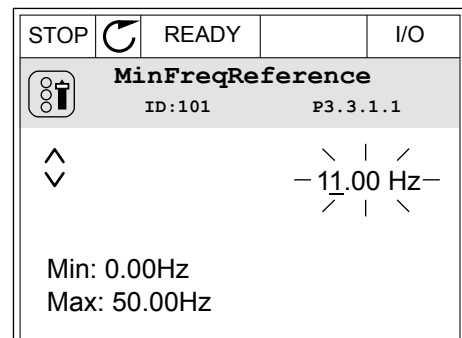 STOP READY I/O
MinFreqReference
ID:101 P3.3.1.1
11.00 Hz
Min: 0.00Hz
Max: 50.00Hz